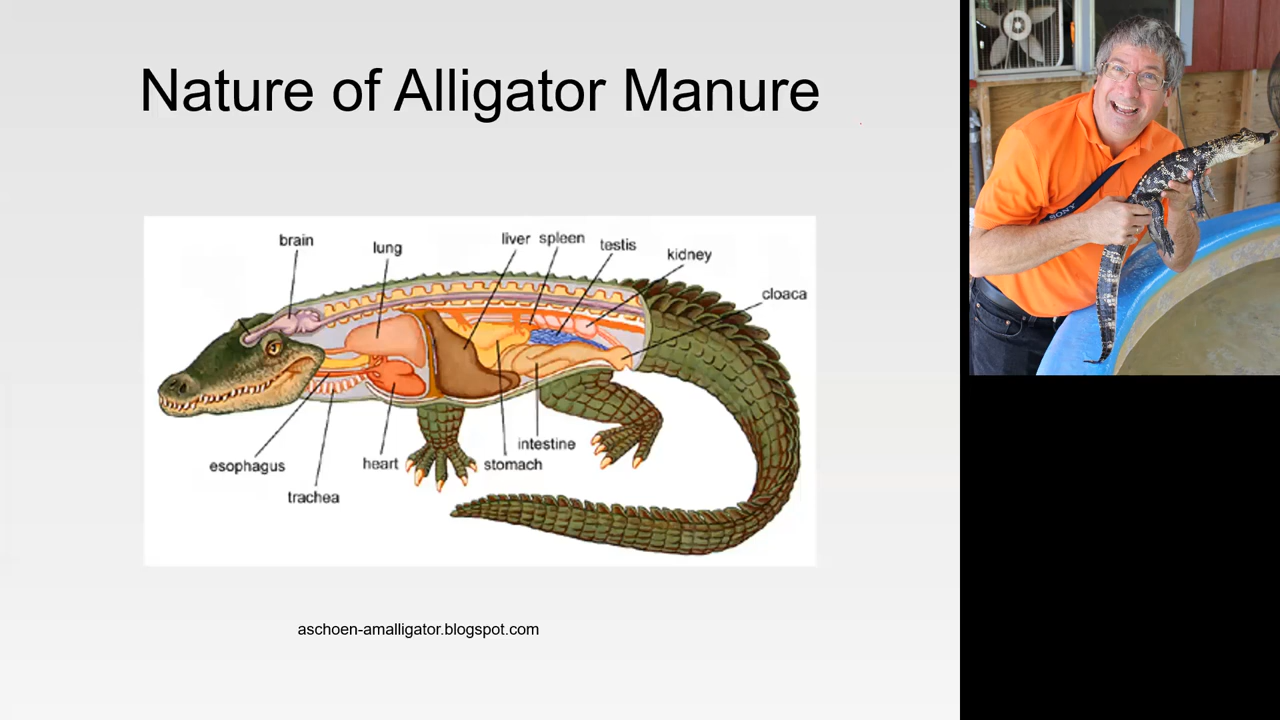 Nature of Alligator Manure
brain
lung
liver
spleen
testis
kidney
cloaca
esophagus
trachea
heart
stomach
intestine
aschoen-amalligator.blogspot.com
SONY